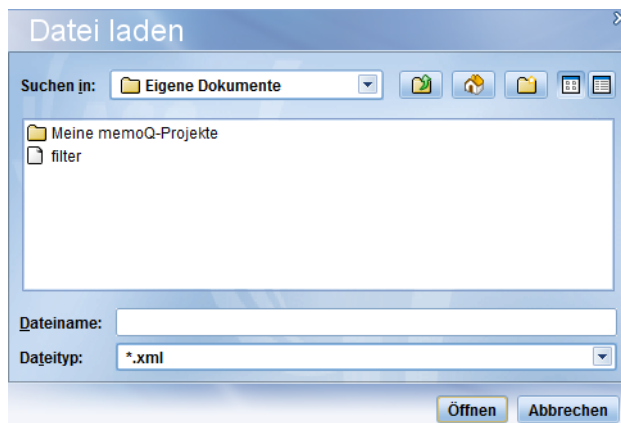 Datei laden
Suchen in: Eigene Dokumente
Meine memoQ-Projekte
filter
Dateiname:
Dateityp: *.xml
Öffnen Abbrechen